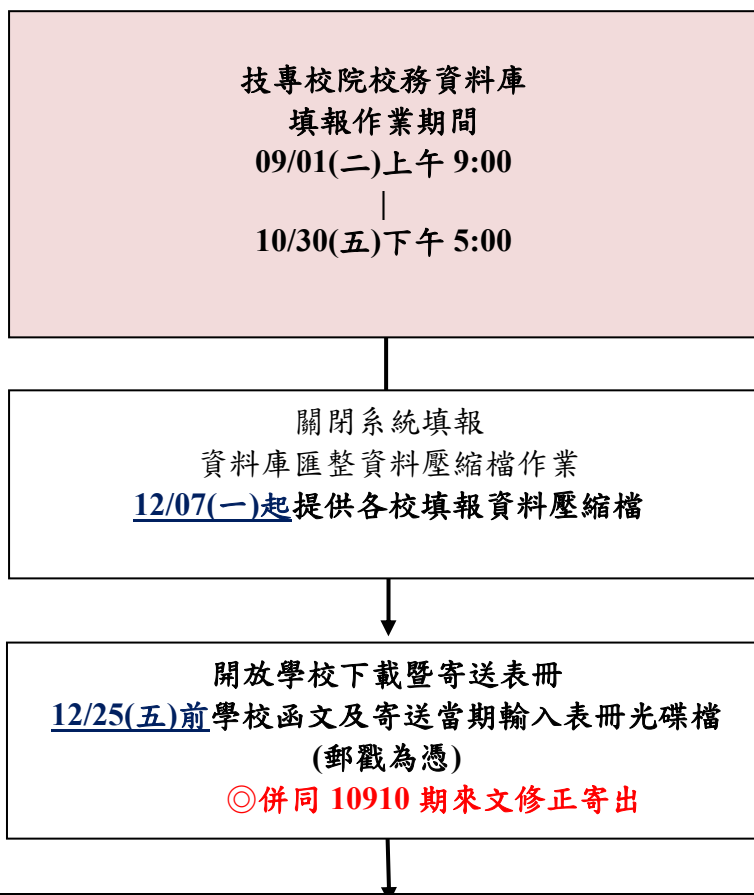 技專校院校務資料庫
填報作業期間
09/01(二)上午 9:00
|
10/30(五)下午 5:00
關閉系統填報
資料庫匯整資料壓縮檔作業
12/07(一)起提供各校填報資料壓縮檔
開放學校下載暨寄送表冊
12/25(五)前學校函文及寄送當期輸入表冊光碟檔
(郵戳為憑)
◎併同 10910 期來文修正寄出